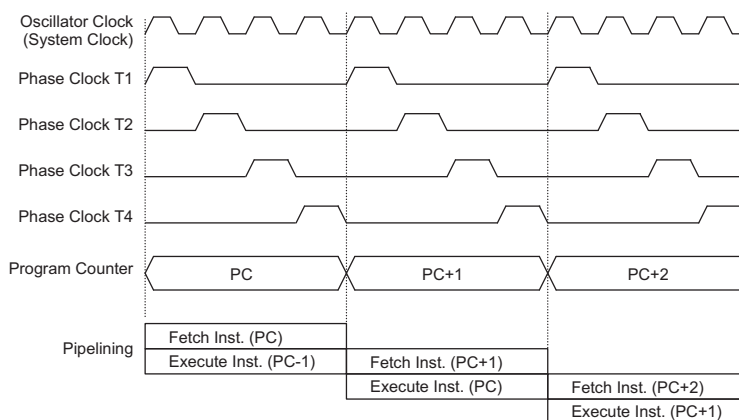 Oscillator Clock
(System Clock)
Phase Clock T1
Phase Clock T2
Phase Clock T3
Phase Clock T4
Program Counter
PC
PC+1
PC+2
Pipelining
Fetch Inst. (PC)
Execute Inst. (PC-1)
Fetch Inst. (PC+1)
Execute Inst. (PC)
Fetch Inst. (PC+2)
Execute Inst. (PC+1)